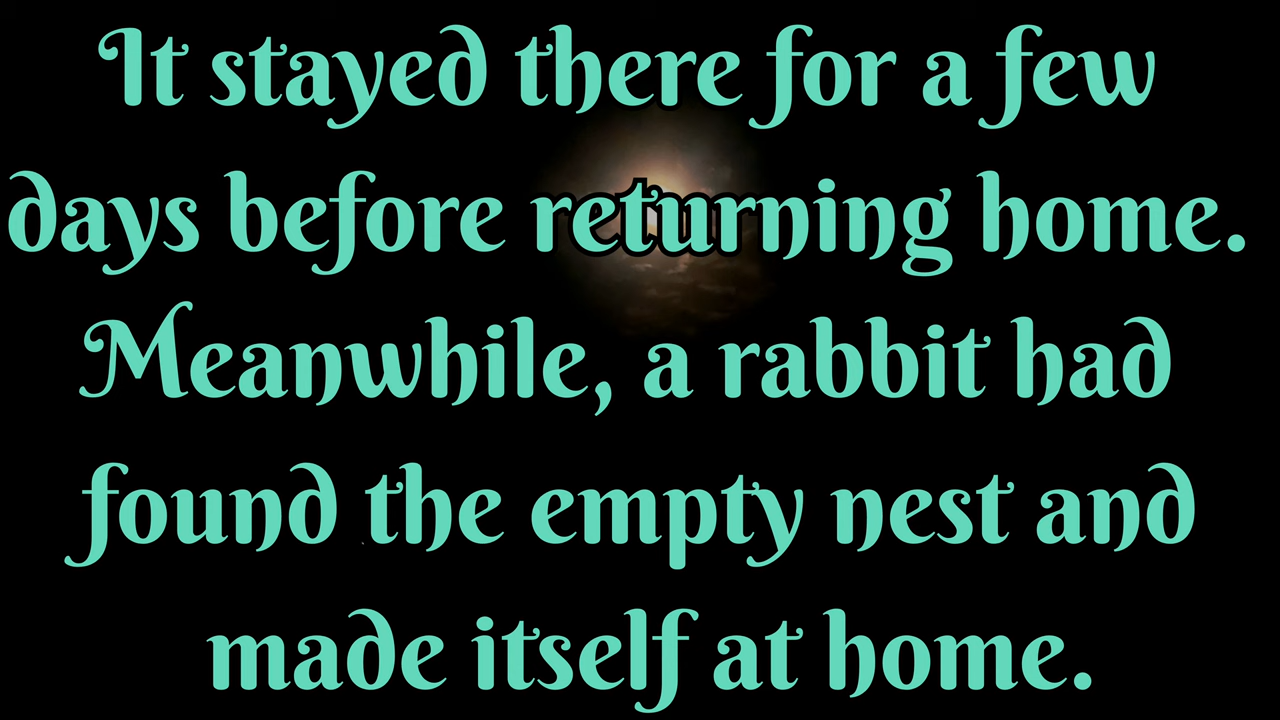 It stayed there for a few
days before returning home.
Meanwhile, a rabbit had
found the empty nest and
made itself at home.